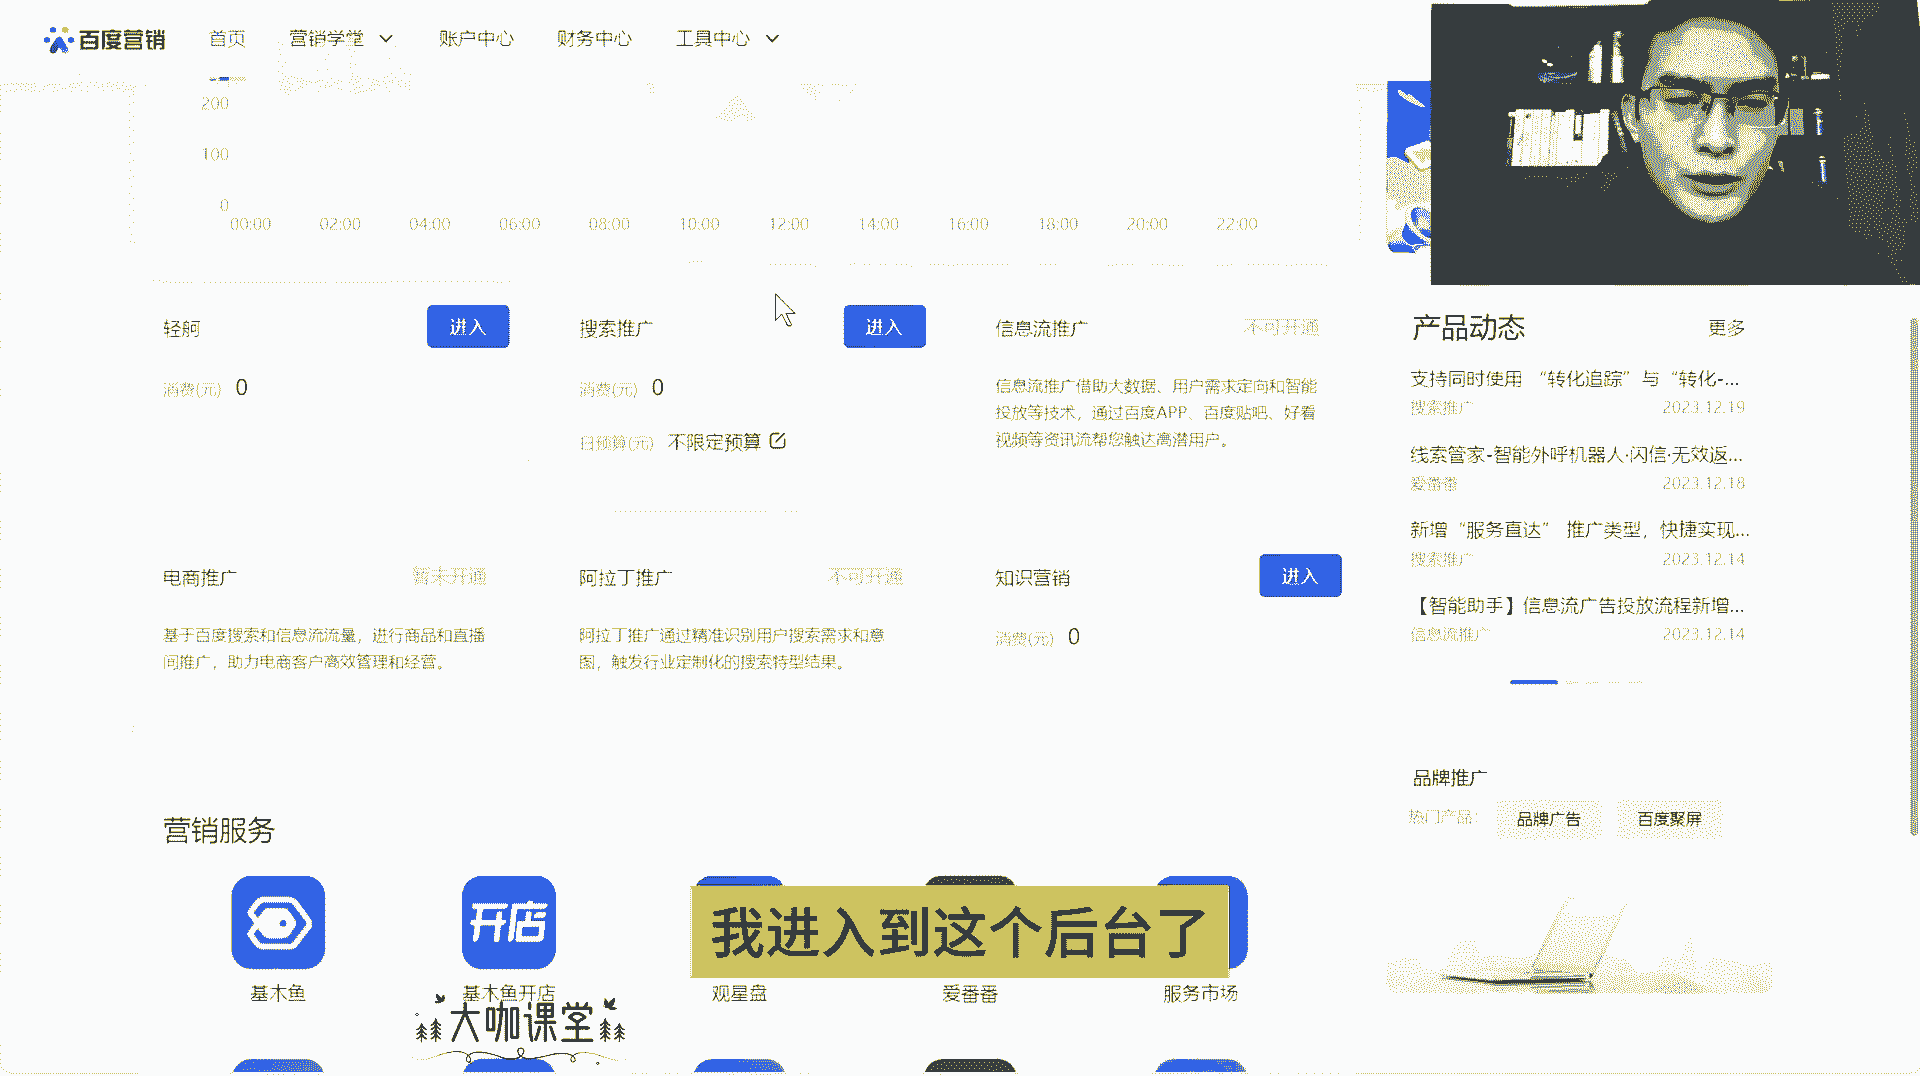 百度营销 首页 营销学堂 账户中心 财务中心 工具中心
200
100
0
00:00 02:00 04:00 06:00 08:00 10:00 12:00 14:00 16:00 18:00 20:00 22:00
轻舸 进入
消费(元) 0
搜索推广 进入
消费(元) 0
日预算(元) 不限定预算
信息流推广 不可开通
信息流推广借助大数据、用户需求定向和智能
投放等技术，通过百度APP、百度贴吧、好看
视频等资讯流帮您触达高潜用户。
电商推广 暂未开通
基于百度搜索和信息流流量，进行商品和直播
间推广，助力电商客户高效管理和经营。
阿拉丁推广 不可开通
阿拉丁推广通过精准识别用户搜索需求和意
图，触发行业定制化的搜索特型结果。
知识营销 进入
消费(元) 0
产品动态 更多
支持同时使用 “转化追踪”与“转化-...
搜索推广 2023.12.19
线索管家-智能外呼机器人·闪信·无效返...
爱番番 2023.12.18
新增“服务直达” 推广类型，快捷实现...
搜索推广 2023.12.14
【智能助手】信息流广告投放流程新增...
信息流推广 2023.12.14
品牌推广
热门产品: 品牌广告 百度聚屏
营销服务
开店
基木鱼 基木鱼开店 观星盘 爱番番 服务市场
我进入到这个后台了
大咖课堂